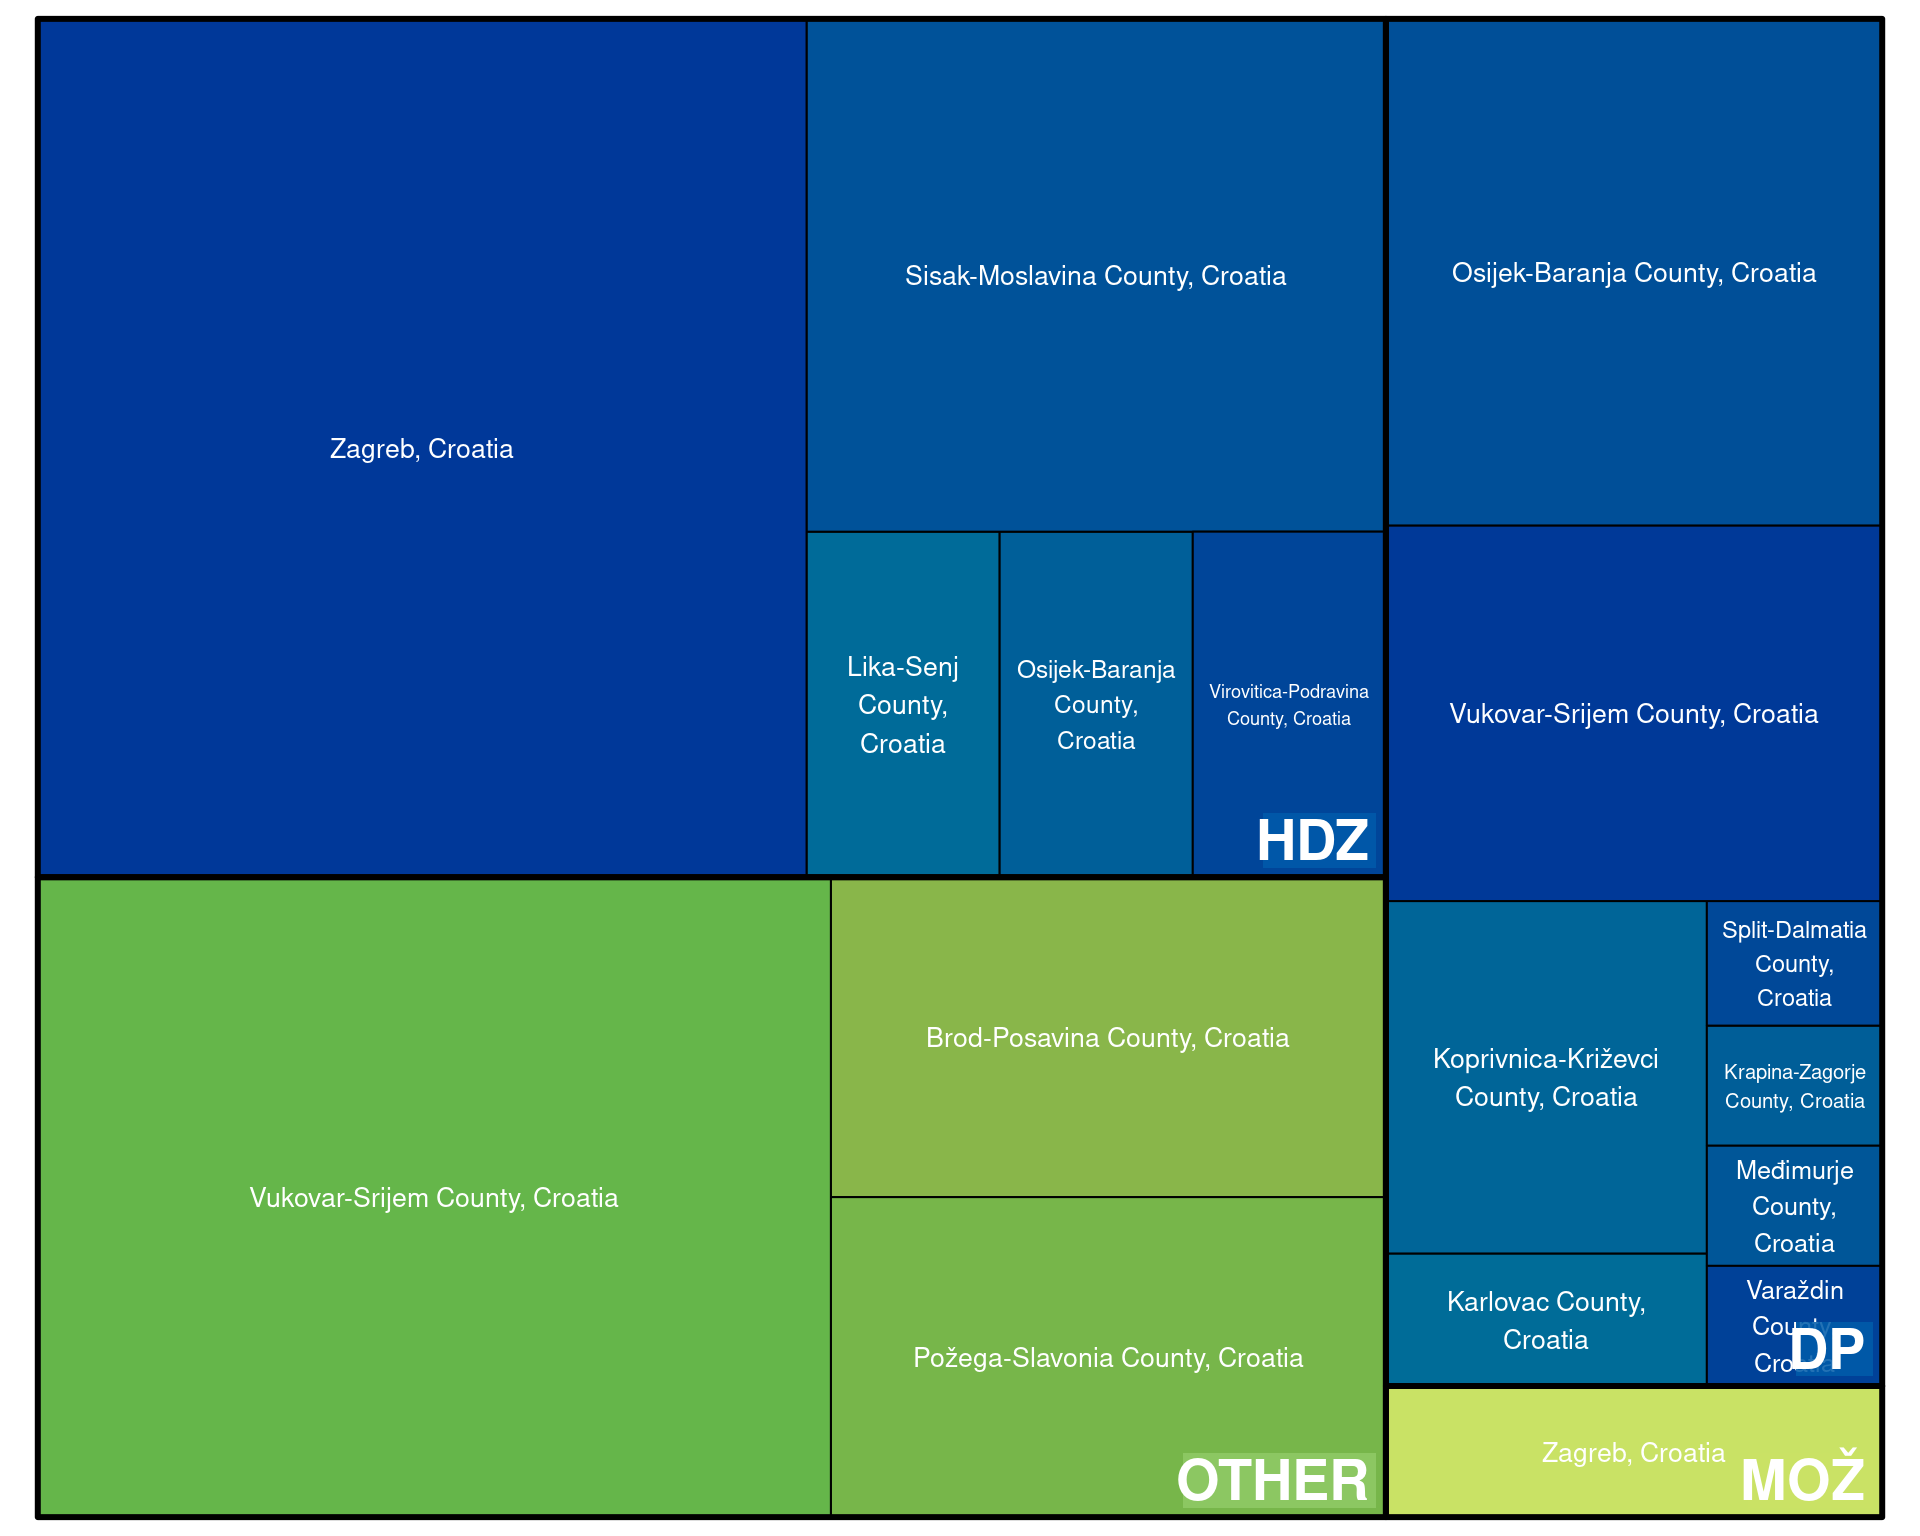 Zagreb, Croatia
Sisak-Moslavina County, Croatia
Lika-Senj
County,
Croatia
Osijek-Baranja
County,
Croatia
Virovitica-Podravina
County, Croatia
HDZ
Osijek-Baranja County, Croatia
Vukovar-Srijem County, Croatia
Koprivnica-Križevci
County, Croatia
Karlovac County,
Croatia
Split-Dalmatia
County,
Croatia
Krapina-Zagorje
County, Croatia
Međimurje
County,
Croatia
Varaždin
County,
Croatia
DP
Vukovar-Srijem County, Croatia
Brod-Posavina County, Croatia
Požega-Slavonia County, Croatia
OTHER
Zagreb, Croatia
MOŽ